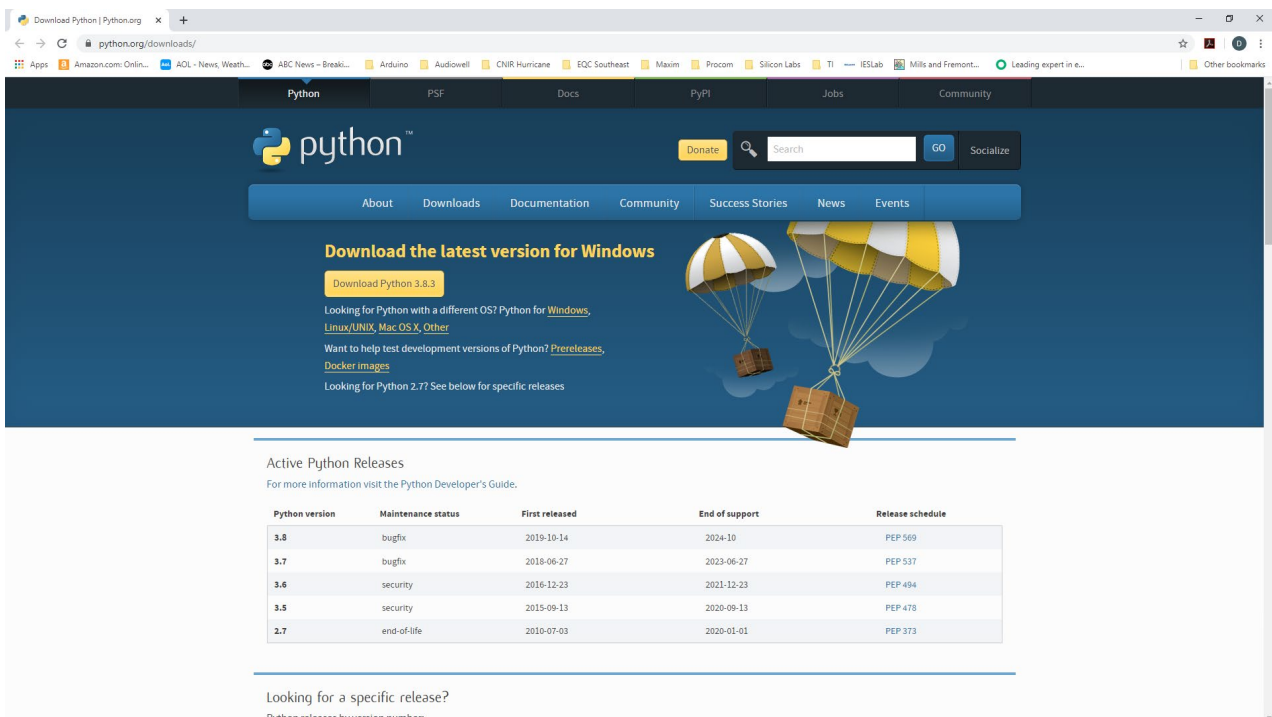 Download Python | Python.org
python.org/downloads/
D
Apps Amazon.com: Onlin... AOL - News, Weath... ABC News – Breaki... Arduino Audiowell CNIR Hurricane EQC Southeast Maxim Procom Silicon Labs TI IESLab Mills and Fremont... Leading expert in e... Other bookmarks
Python PSF Docs PyPI Jobs Community
python™
Donate Search GO Socialize
About Downloads Documentation Community Success Stories News Events
Download the latest version for Windows
Download Python 3.8.3
Looking for Python with a different OS? Python for Windows,
Linux/UNIX, Mac OS X, Other
Want to help test development versions of Python? Prereleases,
Docker images
Looking for Python 2.7? See below for specific releases
Active Python Releases
For more information visit the Python Developer's Guide.
Python version Maintenance status First released End of support Release schedule
3.8 bugfix 2019-10-14 2024-10 PEP 569
3.7 bugfix 2018-06-27 2023-06-27 PEP 537
3.6 security 2016-12-23 2021-12-23 PEP 494
3.5 security 2015-09-13 2020-09-13 PEP 478
2.7 end-of-life 2010-07-03 2020-01-01 PEP 373
Looking for a specific release?
Python releases by version number: